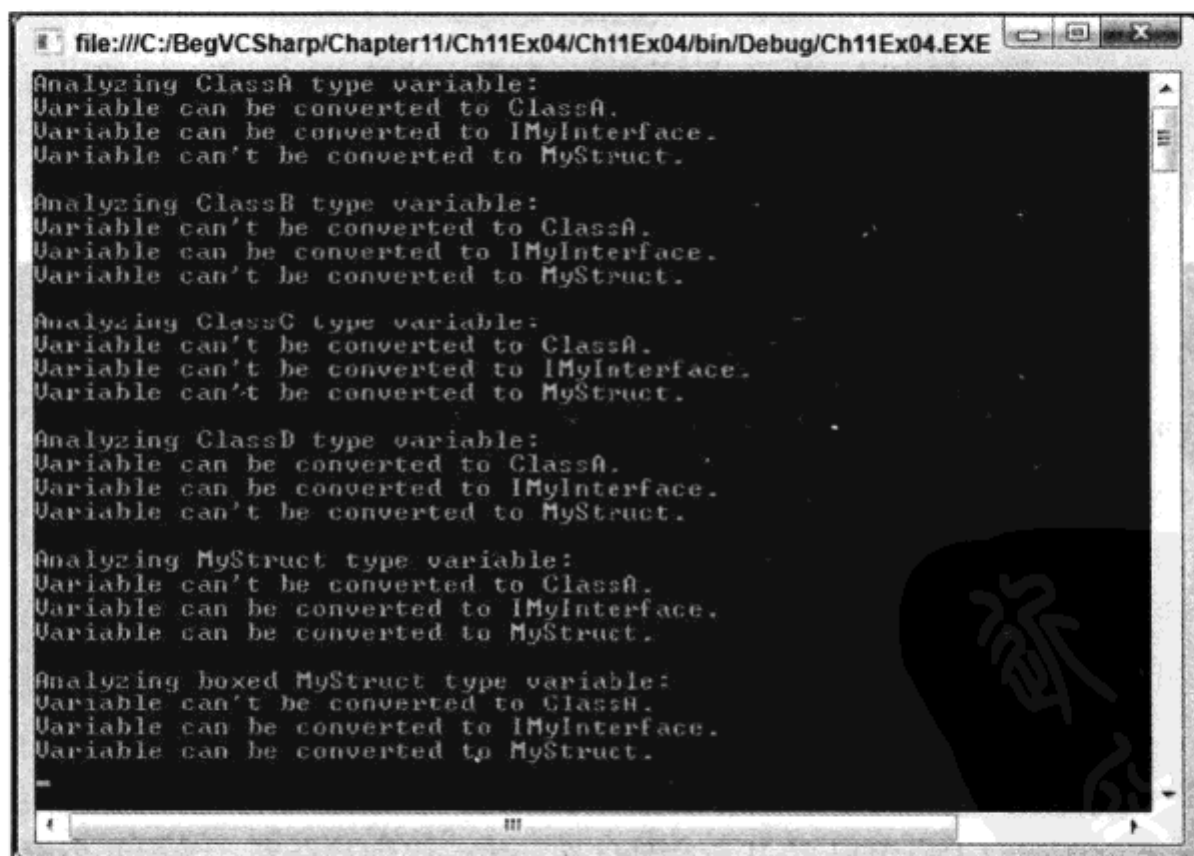 file:///C:/BegVCSharp/Chapter11/Ch11Ex04/Ch11Ex04/bin/Debug/Ch11Ex04.EXE
Analyzing ClassA type variable:
Variable can be converted to ClassA.
Variable can be converted to IMyInterface.
Variable can't be converted to MyStruct.
Analyzing ClassB type variable:
Variable can't be converted to ClassA.
Variable can be converted to IMyInterface.
Variable can't be converted to MyStruct.
Analyzing ClassC type variable:
Variable can't be converted to ClassA.
Variable can't be converted to IMyInterface.
Variable can't be converted to MyStruct.
Analyzing ClassD type variable:
Variable can be converted to ClassA.
Variable can be converted to IMyInterface.
Variable can't be converted to MyStruct.
Analyzing MyStruct type variable:
Variable can't be converted to ClassA.
Variable can be converted to IMyInterface.
Variable can be converted to MyStruct.
Analyzing boxed MyStruct type variable:
Variable can't be converted to ClassA.
Variable can be converted to IMyInterface.
Variable can be converted to MyStruct.